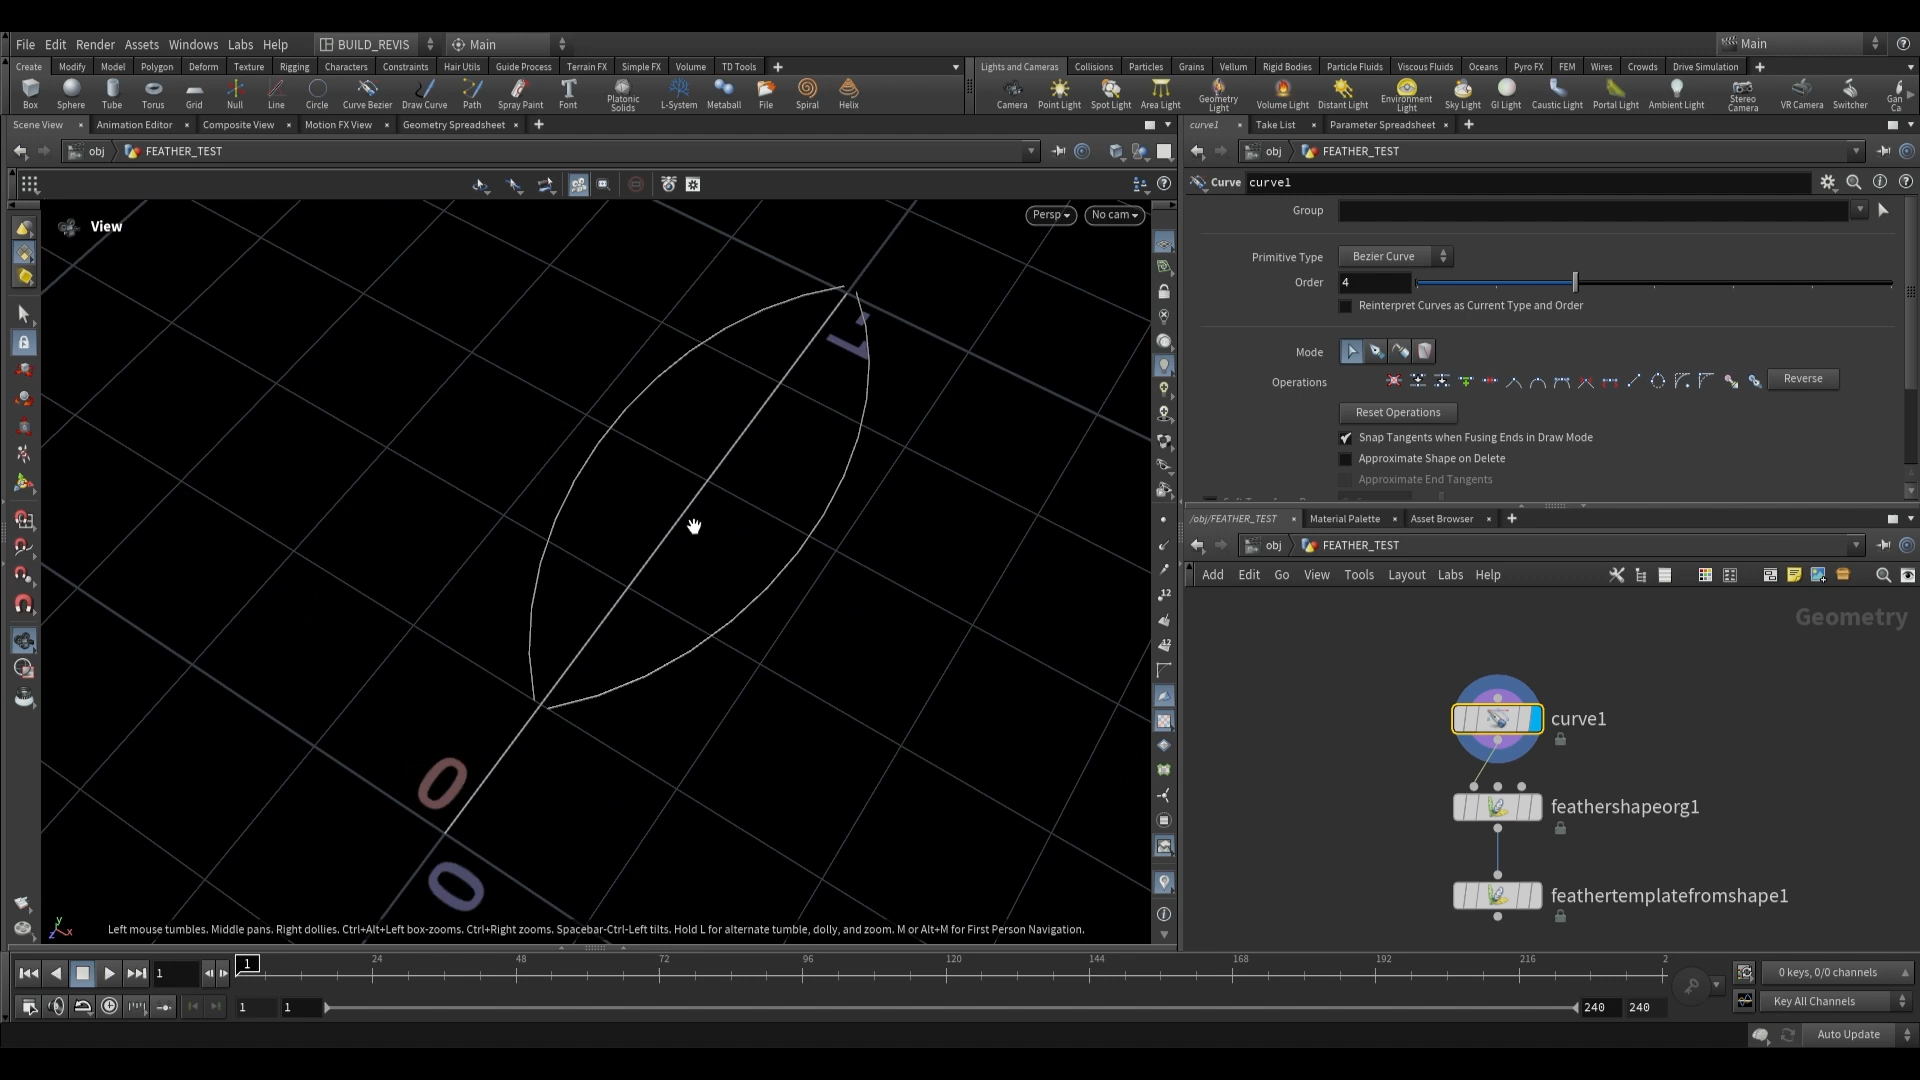 File Edit Render Assets Windows Labs Help BUILD_REVIS Main Main
Create Modify Model Polygon Deform Texture Rigging Characters Constraints Hair Utils Guide Process Terrain FX Simple FX Volume TD Tools
Lights and Cameras Collisions Particles Grains Vellum Rigid Bodies Particle Fluids Viscous Fluids Oceans Pyro FX FEM Wires Crowds Drive Simulation
Box Sphere Tube Torus Grid Null Line Circle Curve Bezier Draw Curve Path Spray Paint Font Platonic Solids L-System Metaball File Spiral Helix
Camera Point Light Spot Light Area Light Geometry Light Volume Light Distant Light Environment Light Sky Light GI Light Caustic Light Portal Light Ambient Light Stereo Camera VR Camera Switcher
Scene View Animation Editor Composite View Motion FX View Geometry Spreadsheet
curve1 Take List Parameter Spreadsheet
obj FEATHER_TEST
obj FEATHER_TEST
Curve curve1
View
Persp No cam
Group
Primitive Type Bezier Curve
Order 4
Reinterpret Curves as Current Type and Order
Mode
Operations Reverse
Reset Operations
Snap Tangents when Fusing Ends in Draw Mode
Approximate Shape on Delete
Approximate End Tangents
-1
0
0
/obj/FEATHER_TEST Material Palette Asset Browser
obj FEATHER_TEST
Add Edit Go View Tools Layout Labs Help
Geometry
curve1
feathershapeorg1
feathertemplatefromshape1
Left mouse tumbles. Middle pans. Right dollies. Ctrl+Alt+Left box-zooms. Ctrl+Right zooms. Spacebar-Ctrl-Left tilts. Hold L for alternate tumble, dolly, and zoom. M or Alt+M for First Person Navigation.
1 1 24 48 72 96 120 144 168 192 216 2
0 keys, 0/0 channels
1 1 240 240
Key All Channels
Auto Update